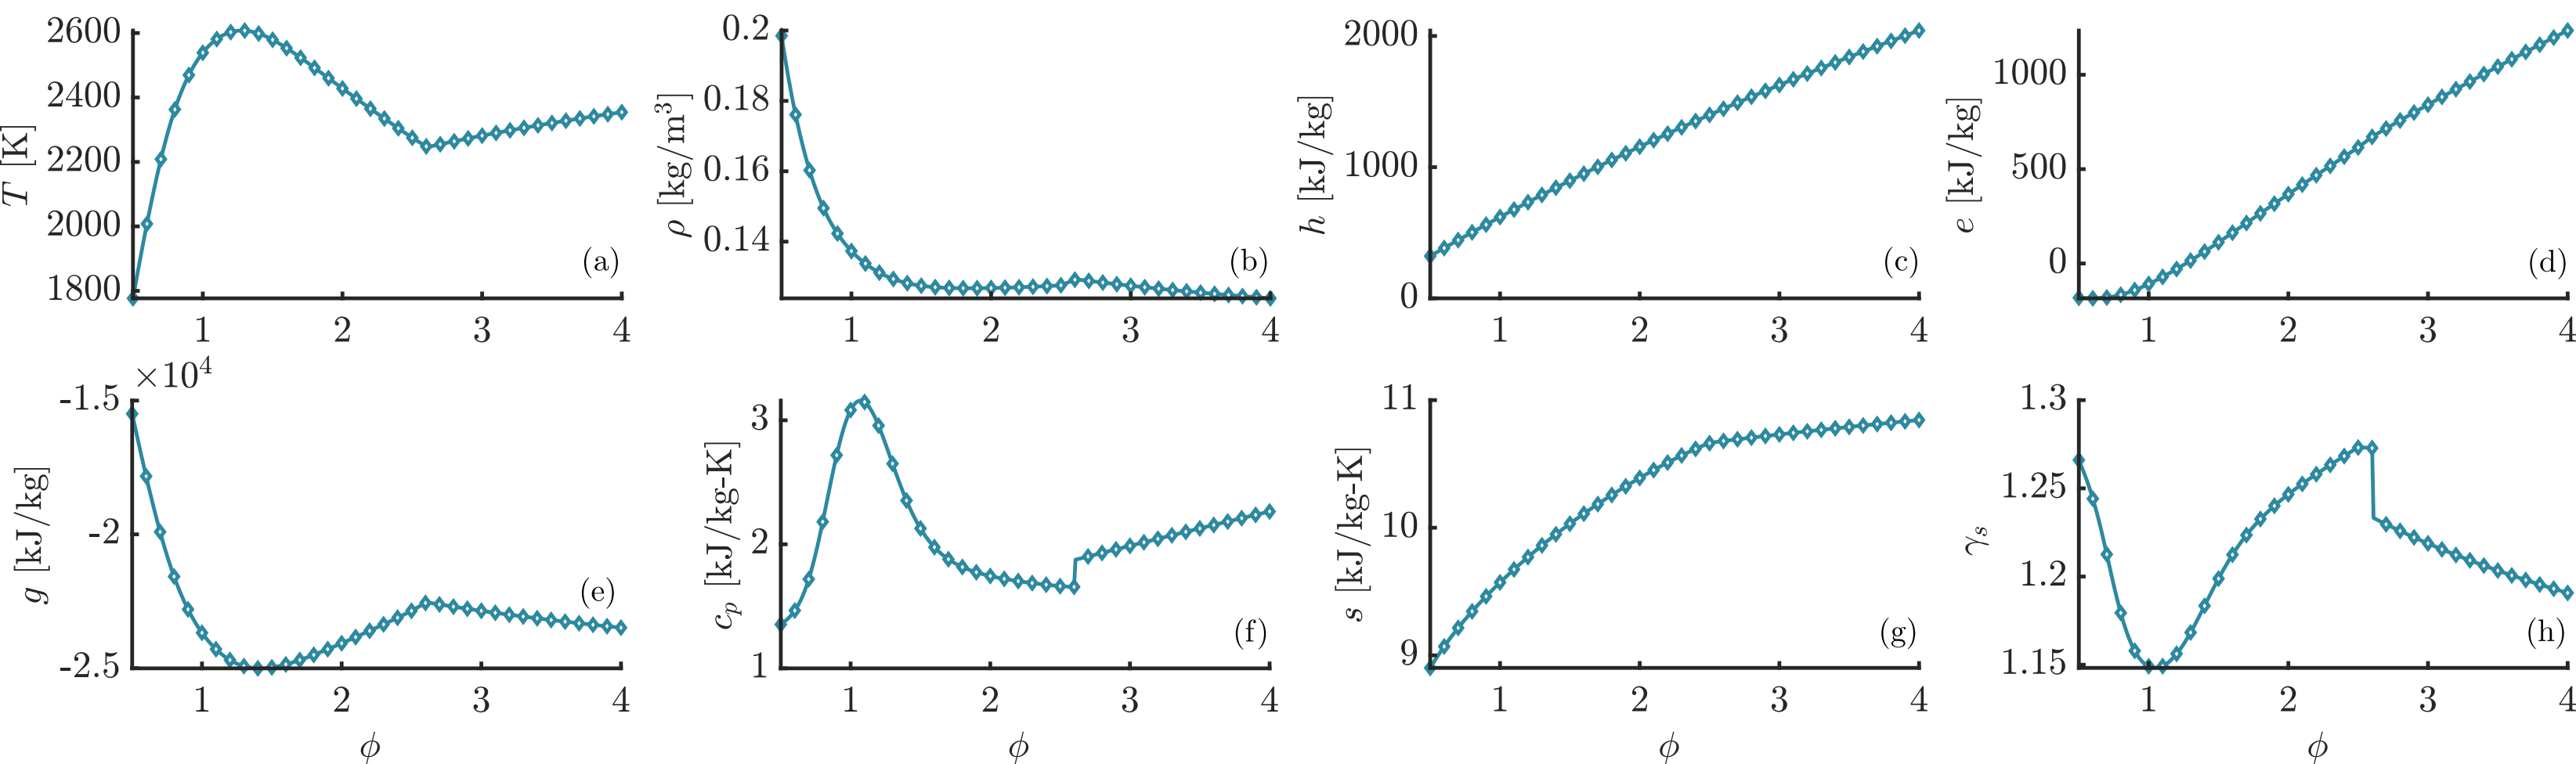 2600
2400
2200
2000
1800
T [K]
(a)
1 2 3 4
0.2
0.18
0.16
0.14
ρ [kg/m³]
(b)
1 2 3 4
2000
1000
0
h [kJ/kg]
(c)
1 2 3 4
1000
500
0
e [kJ/kg]
(d)
1 2 3 4
×10⁴
-1.5
-2
-2.5
g [kJ/kg]
(e)
1 2 3 4
ϕ
3
2
1
cₚ [kJ/kg-K]
(f)
1 2 3 4
ϕ
11
10
9
s [kJ/kg-K]
(g)
1 2 3 4
ϕ
1.3
1.25
1.2
1.15
γₛ
(h)
1 2 3 4
ϕ